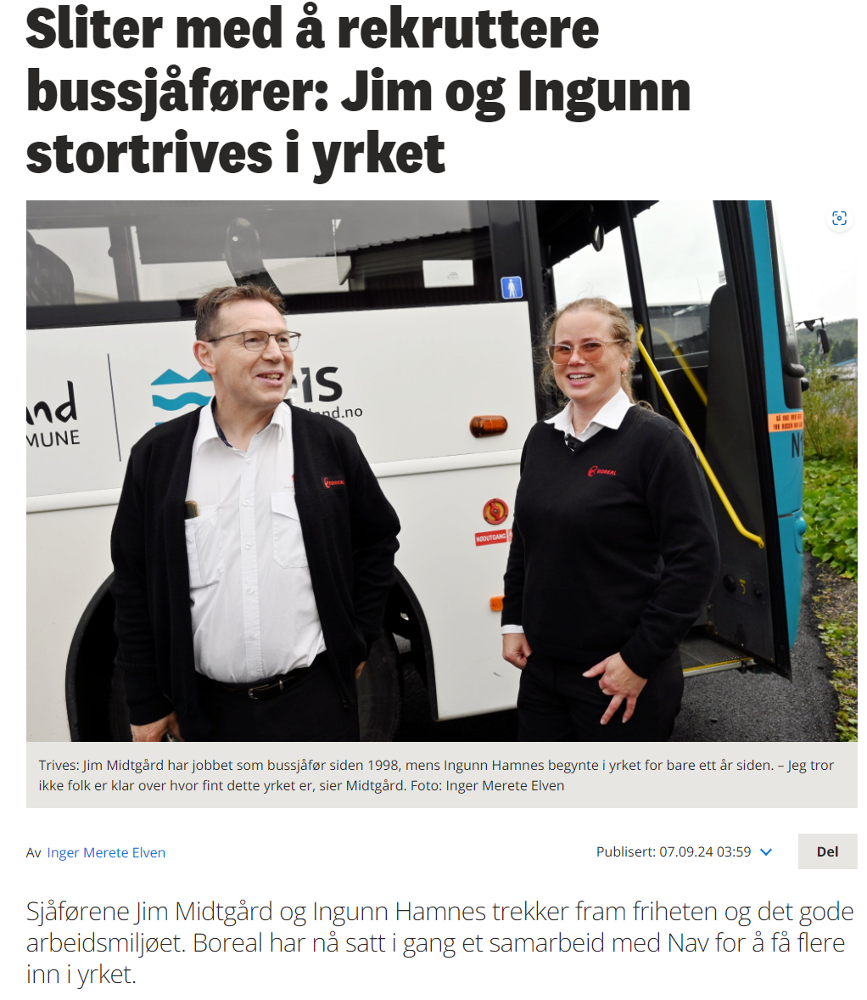 Sliter med å rekruttere
bussjåfører: Jim og Ingunn
stortrives i yrket
MUNE
and.no
BOREAL
BOREAL
NØDUTGANG
Trives: Jim Midtgård har jobbet som bussjåfør siden 1998, mens Ingunn Hamnes begynte i yrket for bare ett år siden. – Jeg tror
ikke folk er klar over hvor fint dette yrket er, sier Midtgård. Foto: Inger Merete Elven
Av Inger Merete Elven
Publisert: 07.09.24 03:59
Del
Sjåførene Jim Midtgård og Ingunn Hamnes trekker fram friheten og det gode
arbeidsmiljøet. Boreal har nå satt i gang et samarbeid med Nav for å få flere
inn i yrket.